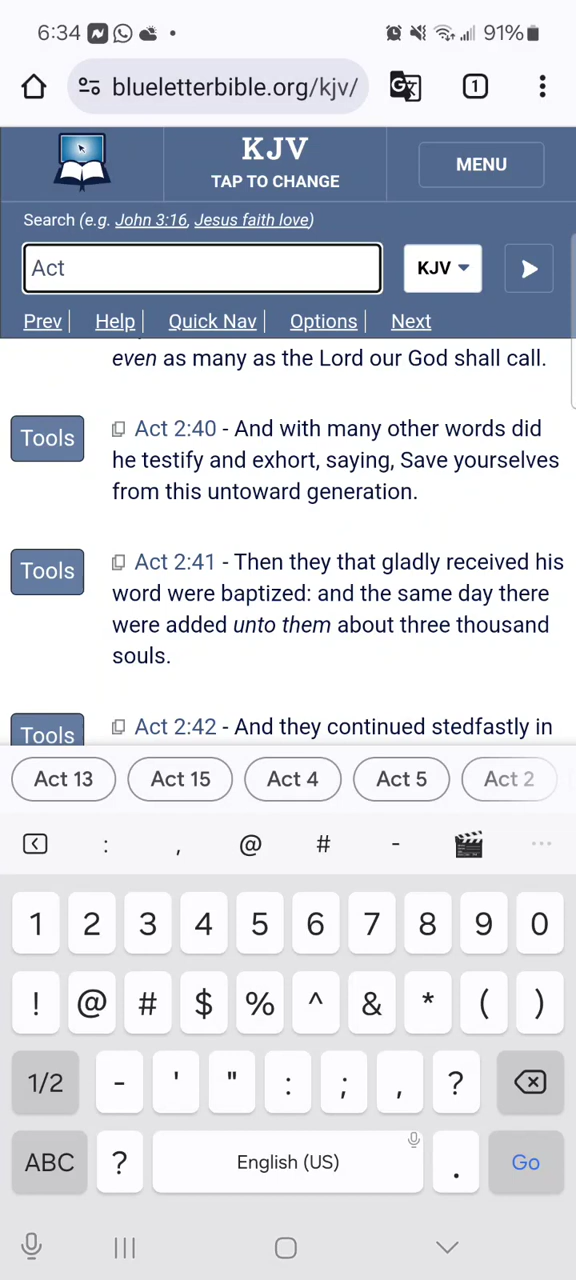 6:34 91%
blueletterbible.org/kjv/ G 1
KJV
TAP TO CHANGE
MENU
Search (e.g. John 3:16, Jesus faith love)
Act KJV
Prev | Help | Quick Nav | Options | Next
even as many as the Lord our God shall call.
Tools Act 2:40 - And with many other words did
he testify and exhort, saying, Save yourselves
from this untoward generation.
Tools Act 2:41 - Then they that gladly received his
word were baptized: and the same day there
were added unto them about three thousand
souls.
Tools Act 2:42 - And they continued stedfastly in
Act 13 Act 15 Act 4 Act 5 Act 2
: , @ # - ...
1 2 3 4 5 6 7 8 9 0
! @ # $ % ^ & * ( )
1/2 - ' " : ; , ?
ABC ? English (US) . Go